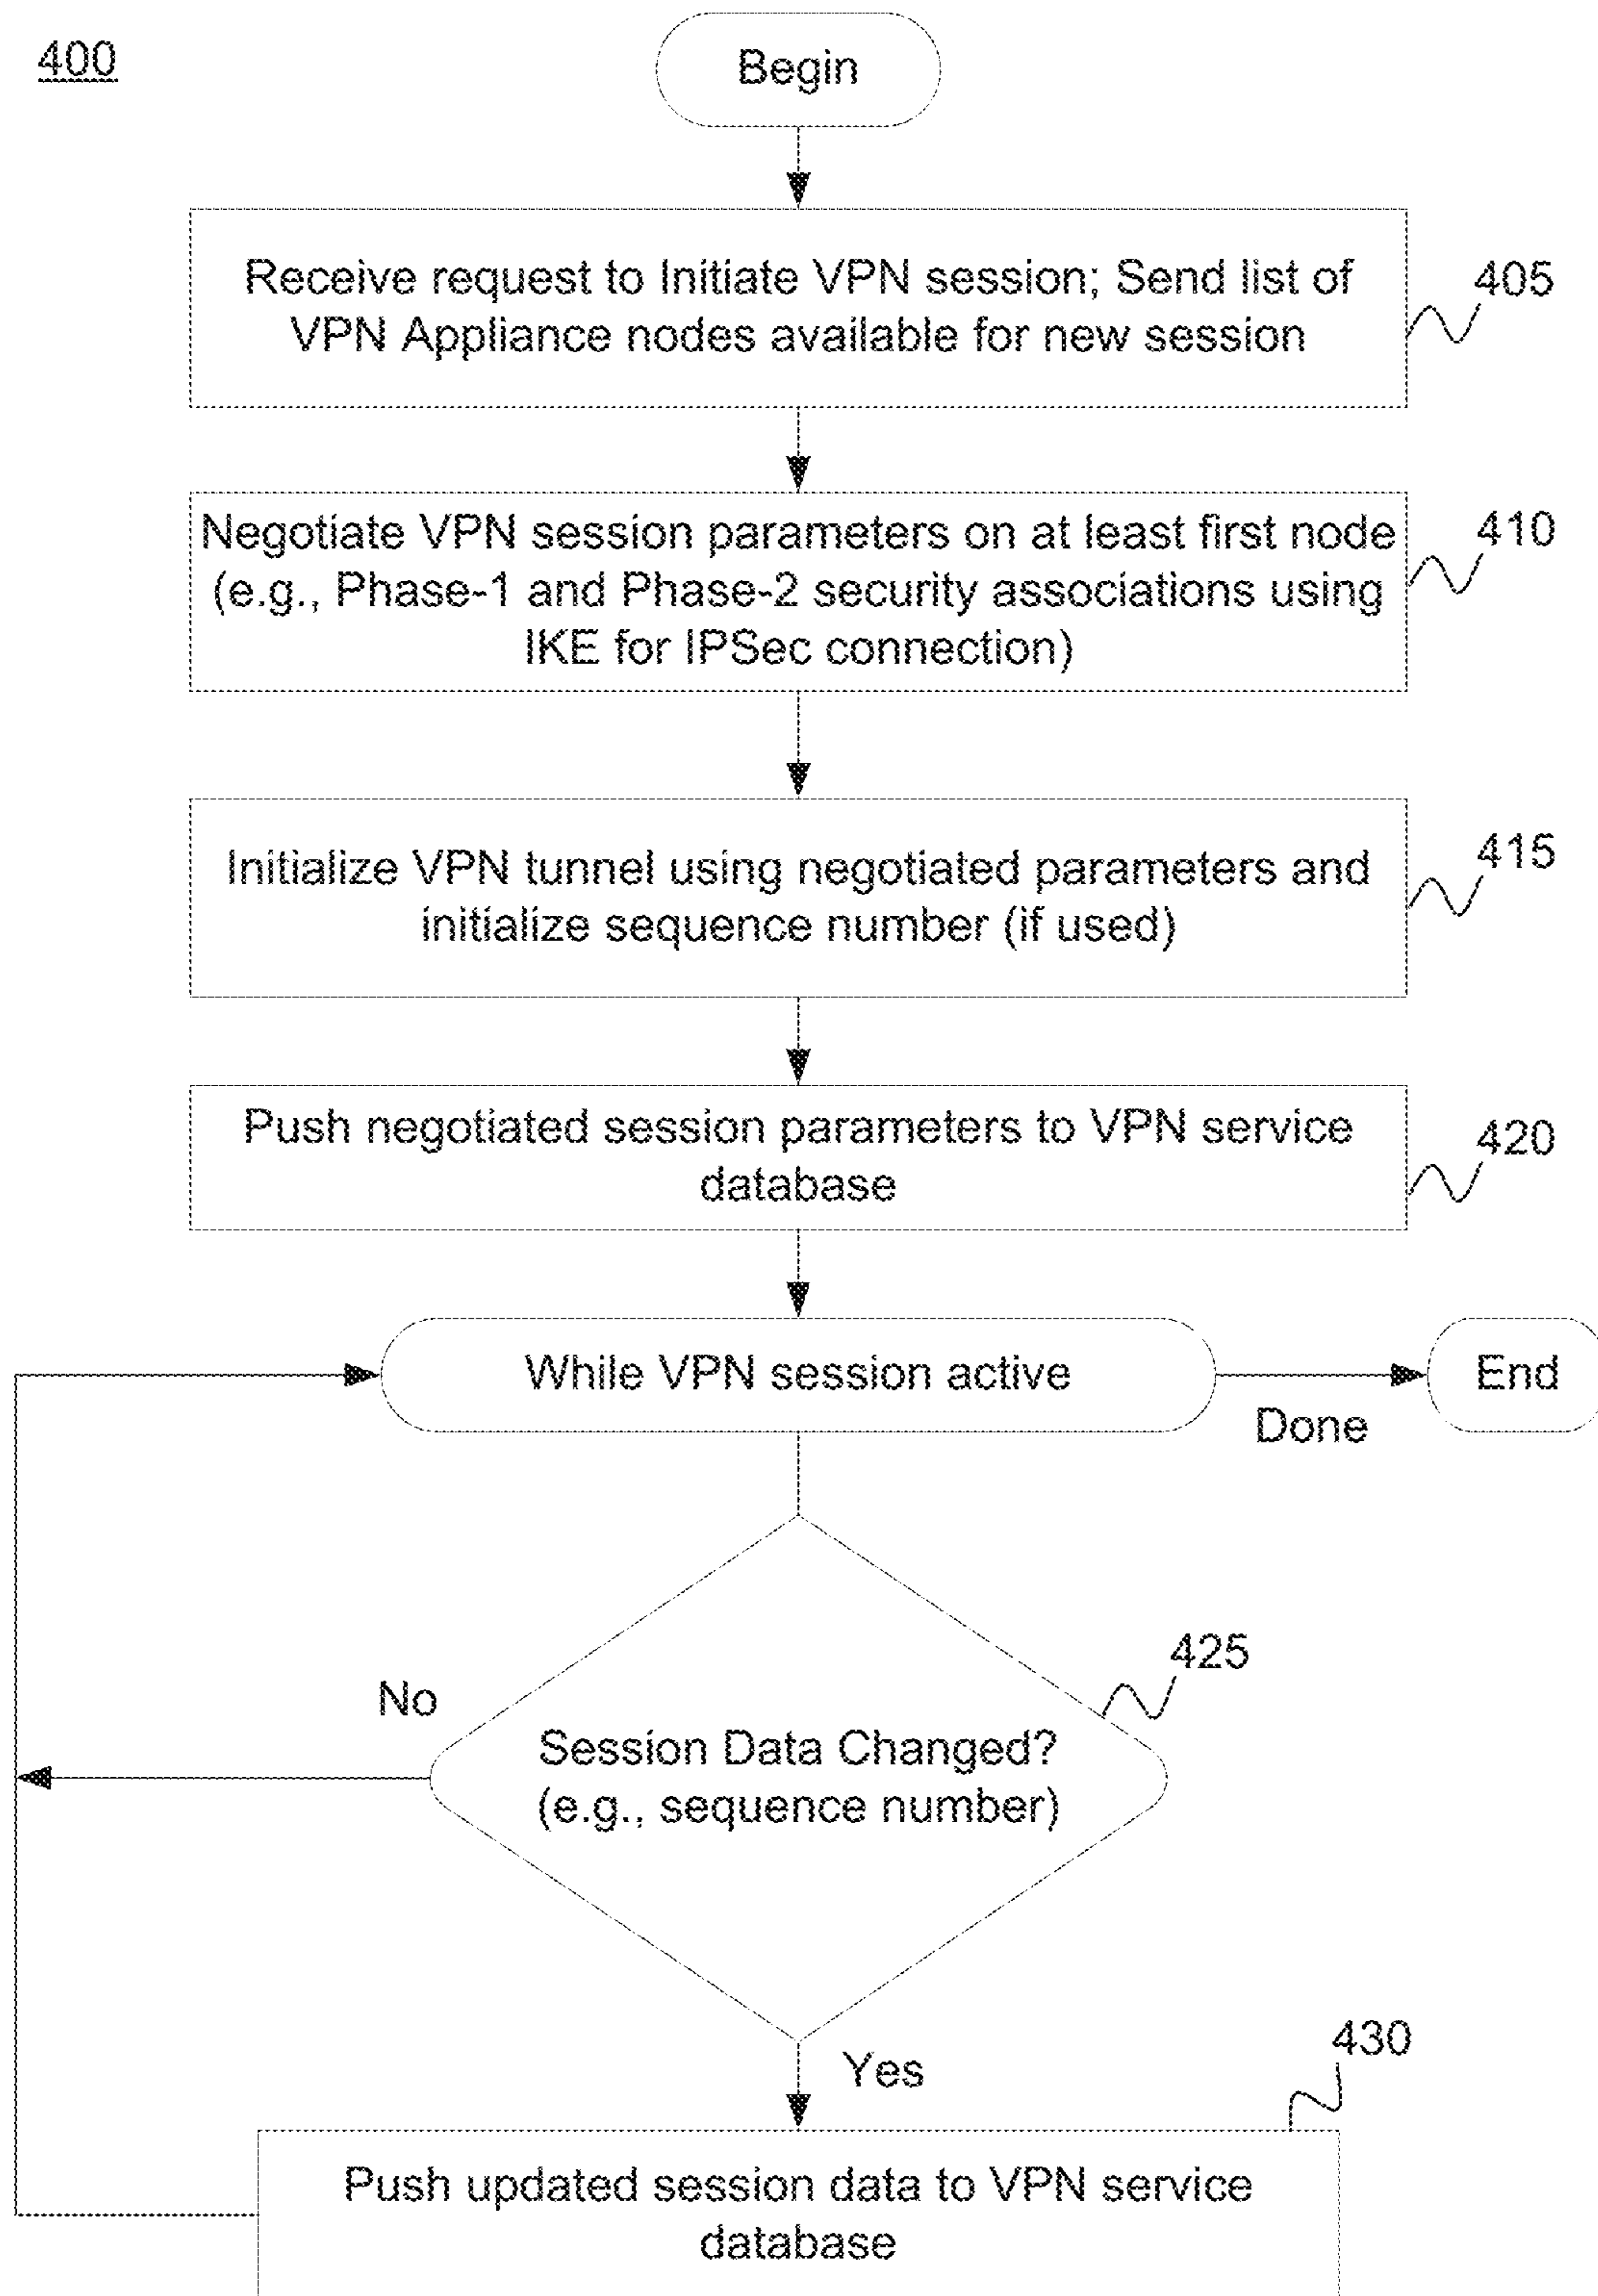 400
Begin
Receive request to Initiate VPN session; Send list of
VPN Appliance nodes available for new session
405
Negotiate VPN session parameters on at least first node
(e.g., Phase-1 and Phase-2 security associations using
IKE for IPSec connection)
410
Initialize VPN tunnel using negotiated parameters and
initialize sequence number (if used)
415
Push negotiated session parameters to VPN service
database
420
While VPN session active
End
Done
425
No
Session Data Changed?
(e.g., sequence number)
430
Yes
Push updated session data to VPN service
database